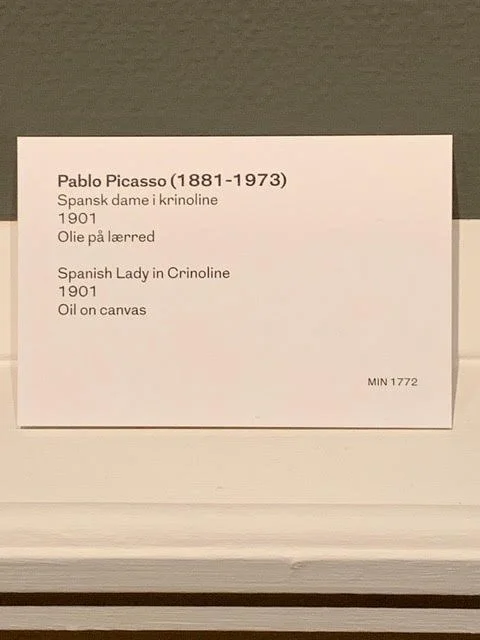 Pablo Picasso (1881-1973)
Spansk dame i krinoline
1901
Olie på lærred
Spanish Lady in Crinoline
1901
Oil on canvas
MIN 1772